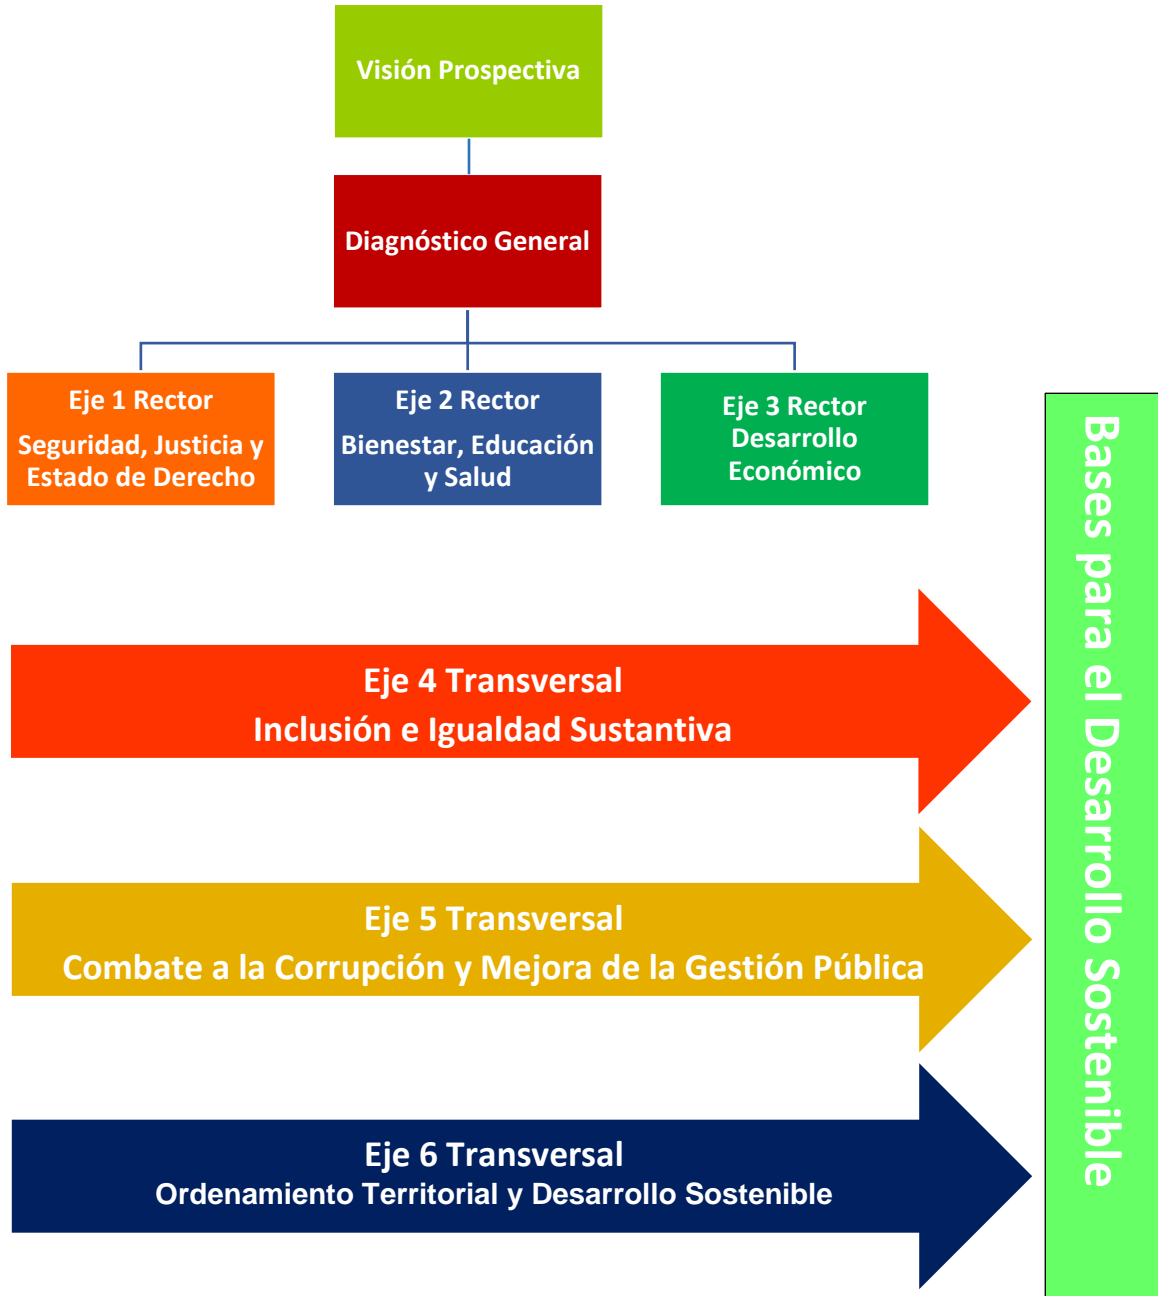 Visión Prospectiva
Diagnóstico General
Eje 1 Rector
Seguridad, Justicia y
Estado de Derecho
Eje 2 Rector
Bienestar, Educación
y Salud
Eje 3 Rector
Desarrollo
Económico
Bases para el Desarrollo Sostenible
Eje 4 Transversal
Inclusión e Igualdad Sustantiva
Eje 5 Transversal
Combate a la Corrupción y Mejora de la Gestión Pública
Eje 6 Transversal
Ordenamiento Territorial y Desarrollo Sostenible